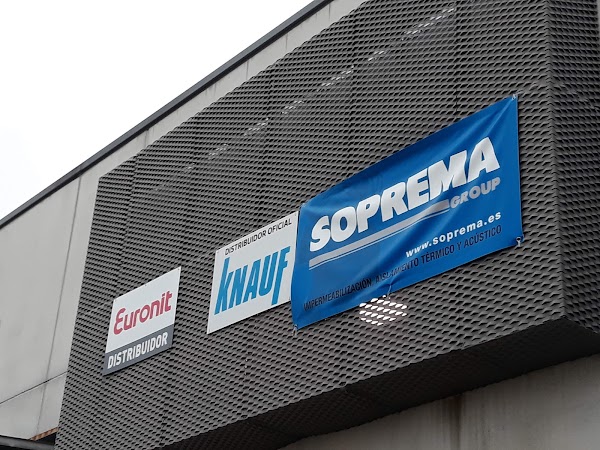 Euronit
DISTRIBUIDOR
DISTRIBUIDOR OFICIAL
KNAUF
SOPREMA
GROUP
www.soprema.es
IMPERMEABILIZACIÓN, AISLAMIENTO TÉRMICO Y ACÚSTICO